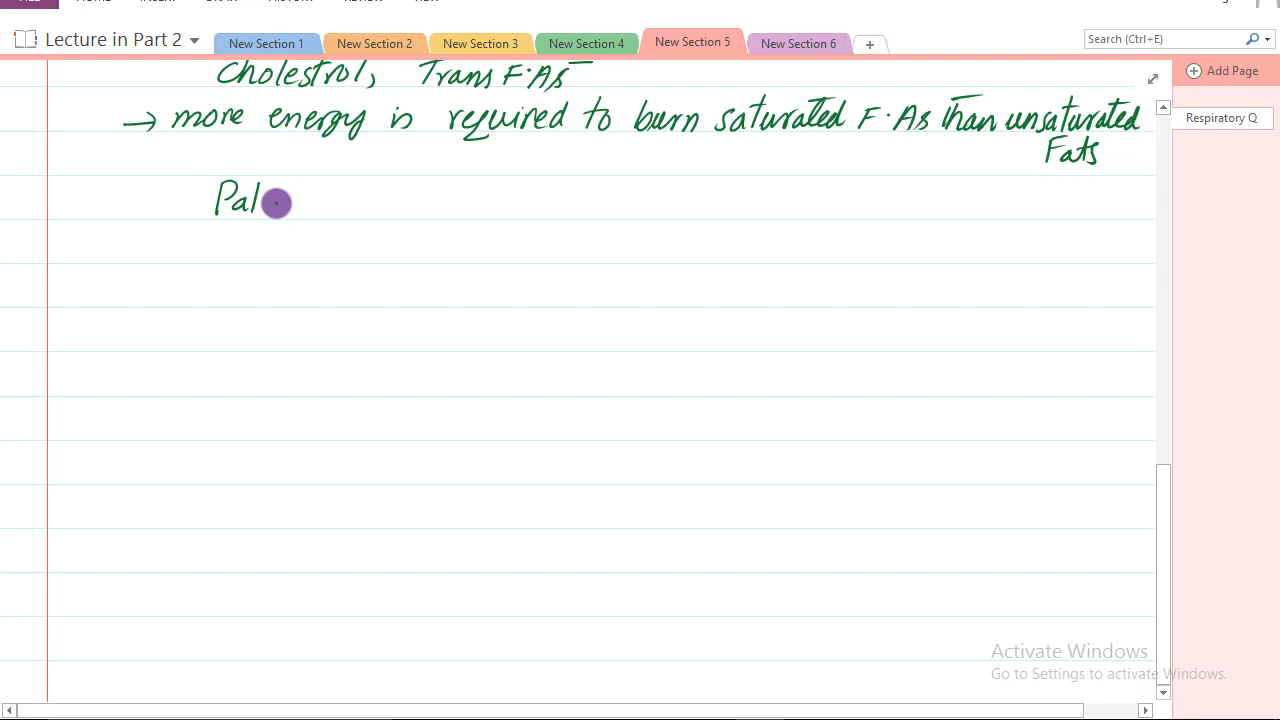 Lecture in Part 2
New Section 1
New Section 2
New Section 3
New Section 4
New Section 5
New Section 6
Search (Ctrl+E)
Add Page
Respiratory Q
Cholestrol, Trans F.As
→ more energy is required to burn saturated F.As than unsaturated
Fats
Pal
Activate Windows
Go to Settings to activate Windows.